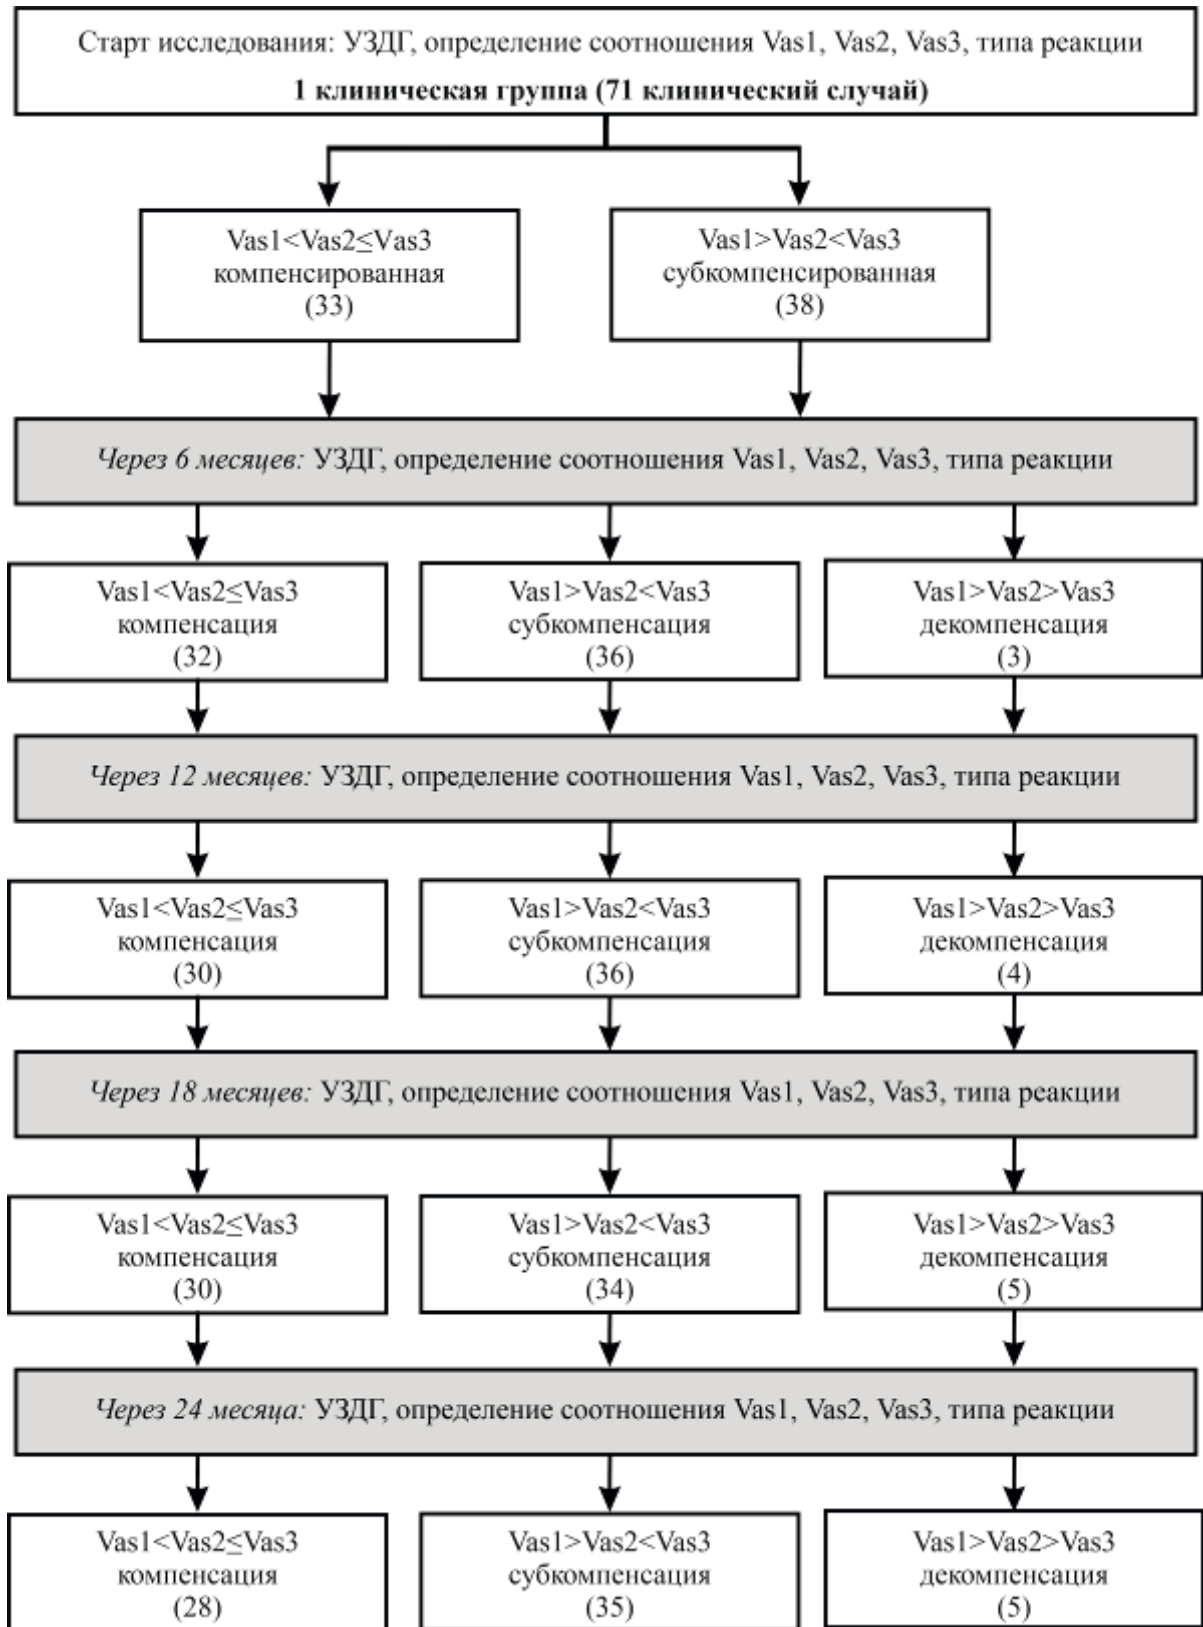 Старт исследования: УЗДГ, определение соотношения Vas1, Vas2, Vas3, типа реакции
1 клиническая группа (71 клинический случай)
Vas1<Vas2≤Vas3
компенсированная
(33)
Vas1>Vas2<Vas3
субкомпенсированная
(38)
Через 6 месяцев: УЗДГ, определение соотношения Vas1, Vas2, Vas3, типа реакции
Vas1<Vas2≤Vas3
компенсация
(32)
Vas1>Vas2<Vas3
субкомпенсация
(36)
Vas1>Vas2>Vas3
декомпенсация
(3)
Через 12 месяцев: УЗДГ, определение соотношения Vas1, Vas2, Vas3, типа реакции
Vas1<Vas2≤Vas3
компенсация
(30)
Vas1>Vas2<Vas3
субкомпенсация
(36)
Vas1>Vas2>Vas3
декомпенсация
(4)
Через 18 месяцев: УЗДГ, определение соотношения Vas1, Vas2, Vas3, типа реакции
Vas1<Vas2≤Vas3
компенсация
(30)
Vas1>Vas2<Vas3
субкомпенсация
(34)
Vas1>Vas2>Vas3
декомпенсация
(5)
Через 24 месяца: УЗДГ, определение соотношения Vas1, Vas2, Vas3, типа реакции
Vas1<Vas2≤Vas3
компенсация
(28)
Vas1>Vas2<Vas3
субкомпенсация
(35)
Vas1>Vas2>Vas3
декомпенсация
(5)